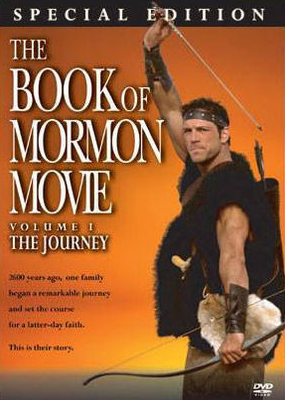 SPECIAL EDITION
THE
BOOK OF
MORMON
MOVIE
VOLUME I
THE JOURNEY
2600 years ago, one family
began a remarkable journey
and set the course
for a latter-day faith.
This is their story.
DVD
VIDEO